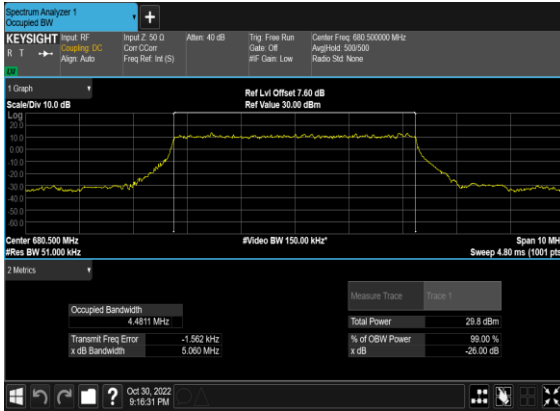 Spectrum Analyzer 1
Occupied BW
+
KEYSIGHT Input: RF Input Z: 50 Ω Atten: 40 dB Trig: Free Run Center Freq: 680.500000 MHz
R T Coupling: DC Corr CCorr Gate: Off Avg|Hold: 500/500
Align: Auto Freq Ref: Int (S) #IF Gain: Low Radio Std: None
LXI
1 Graph Ref Lvl Offset 7.60 dB
Scale/Div 10.0 dB Ref Value 30.00 dBm
Log
20.0
10.0
0.00
-10.0
-20.0
-30.0
-40.0
-50.0
-60.0
Center 680.500 MHz #Video BW 150.00 kHz* Span 10 MH
#Res BW 51.000 kHz Sweep 4.80 ms (1001 pts
2 Metrics
Measure Trace Trace 1
Occupied Bandwidth
4.4811 MHz Total Power 29.8 dBm
Transmit Freq Error -1.562 kHz % of OBW Power 99.00 %
x dB Bandwidth 5.060 MHz x dB -26.00 dB
? Oct 30, 2022
9:16:31 PM